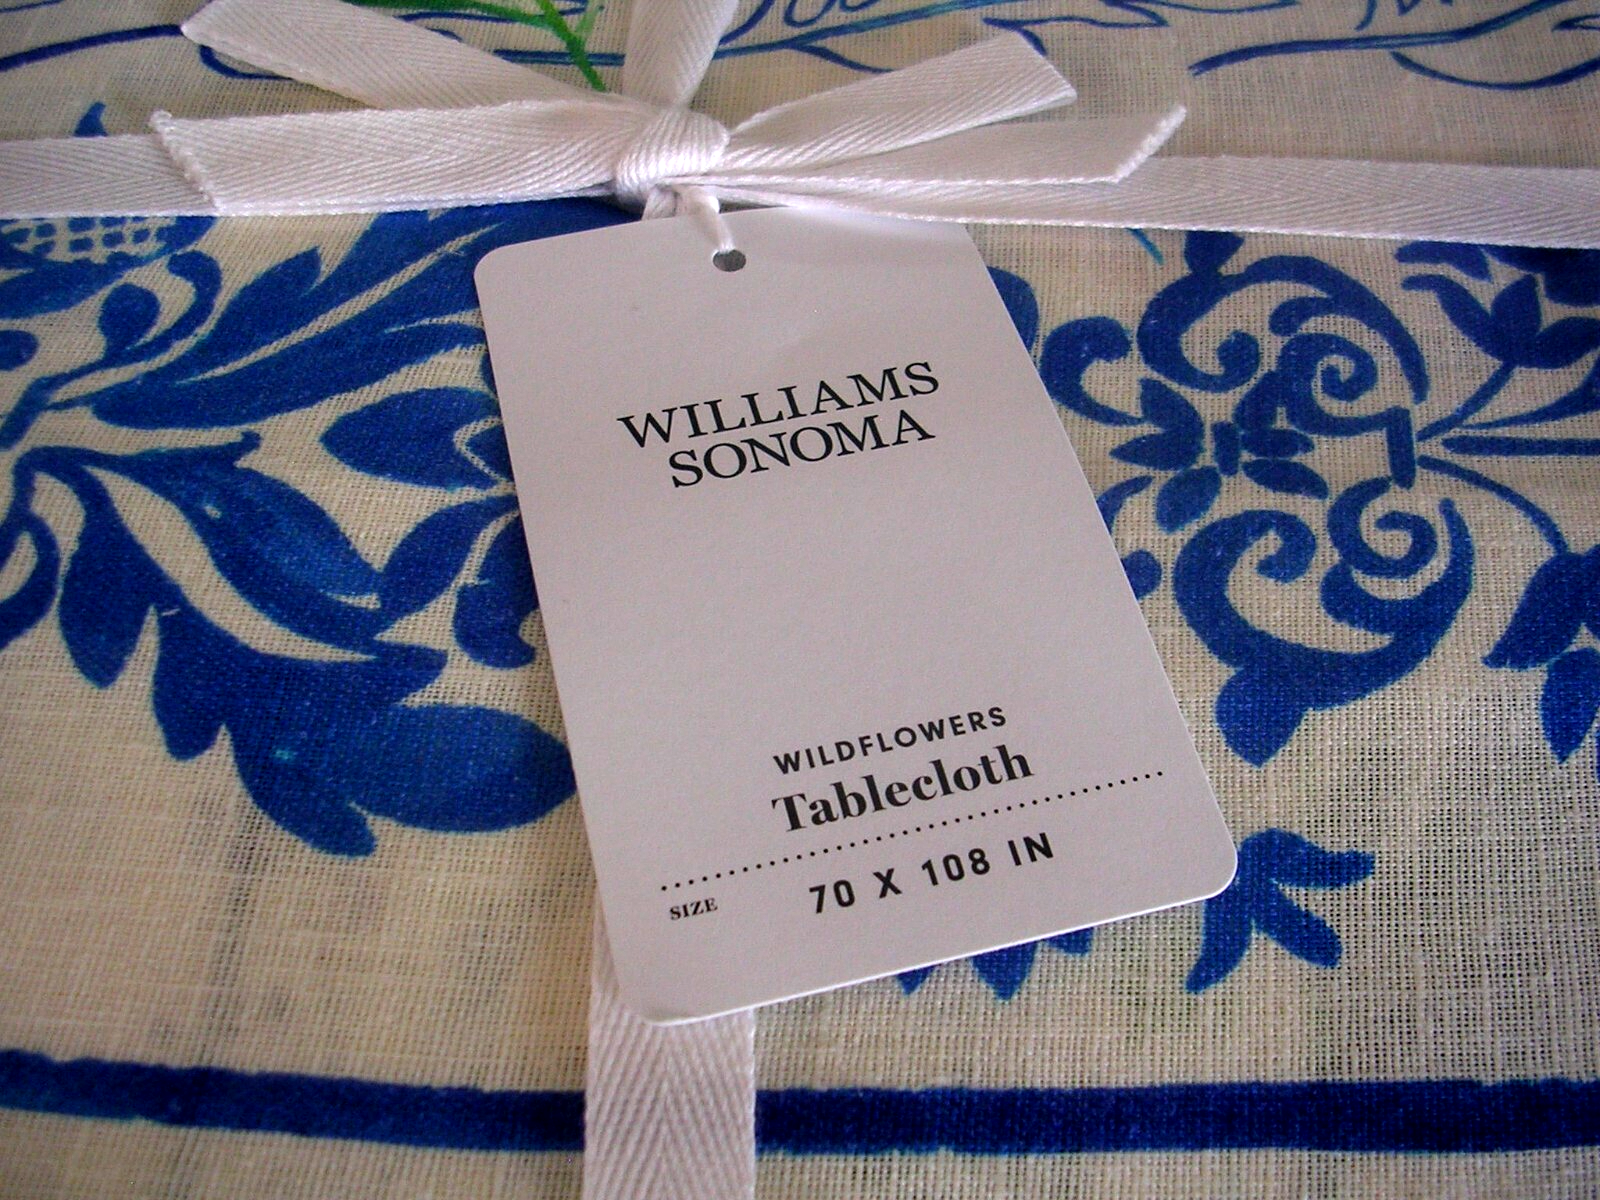 WILLIAMS
SONOMA
WILDFLOWERS
Tablecloth
SIZE 70 X 108 IN